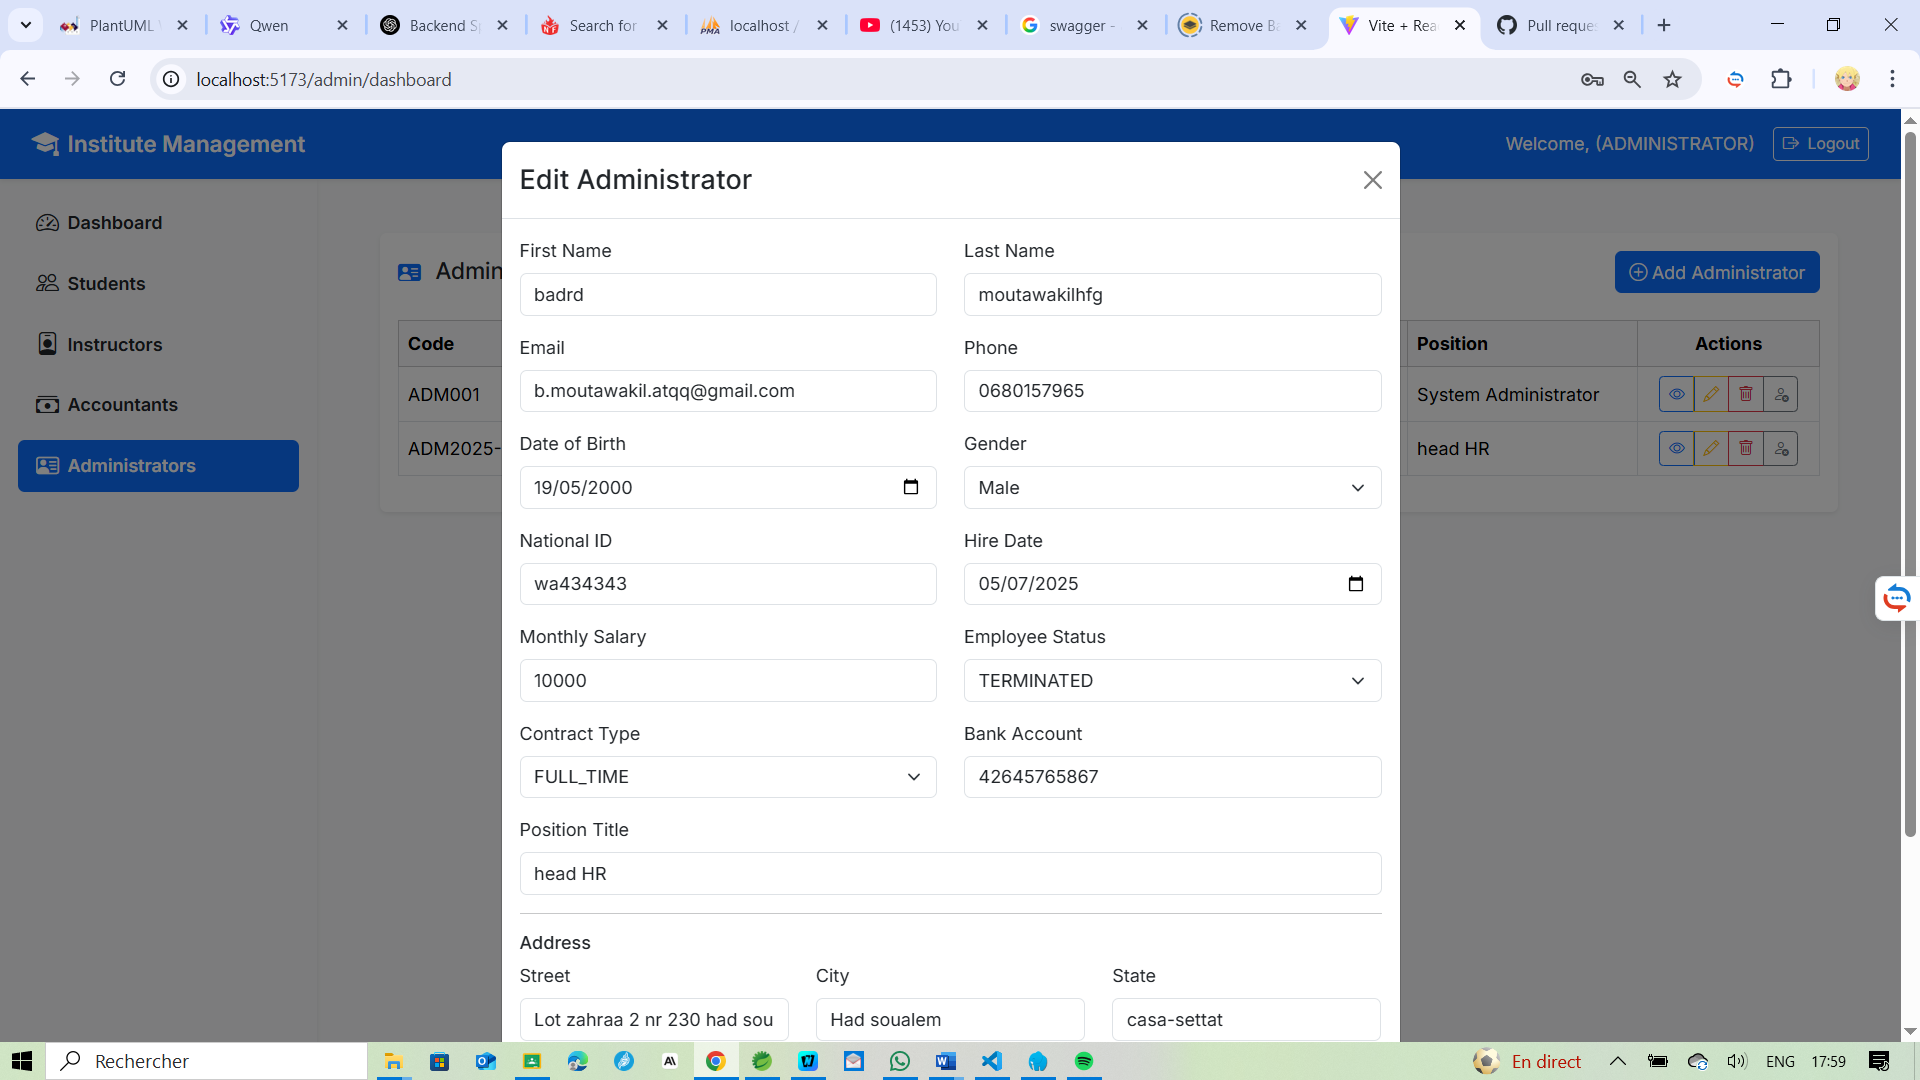 PlantUML
Qwen
Backend Sp
Search for
localhost /
(1453) You
swagger -
Remove Ba
Vite + Rea
Pull reque
localhost:5173/admin/dashboard
Institute Management
Welcome, (ADMINISTRATOR)
Logout
Dashboard
Students
Instructors
Accountants
Administrators
Admin
Add Administrator
Code
Position
Actions
ADM001
System Administrator
ADM2025-
head HR
Edit Administrator
First Name
Last Name
badrd
moutawakilhfg
Email
Phone
b.moutawakil.atqq@gmail.com
0680157965
Date of Birth
Gender
19/05/2000
Male
National ID
Hire Date
wa434343
05/07/2025
Monthly Salary
Employee Status
10000
TERMINATED
Contract Type
Bank Account
FULL_TIME
42645765867
Position Title
head HR
Address
Street
City
State
Lot zahraa 2 nr 230 had sou
Had soualem
casa-settat
Rechercher
En direct
ENG
17:59